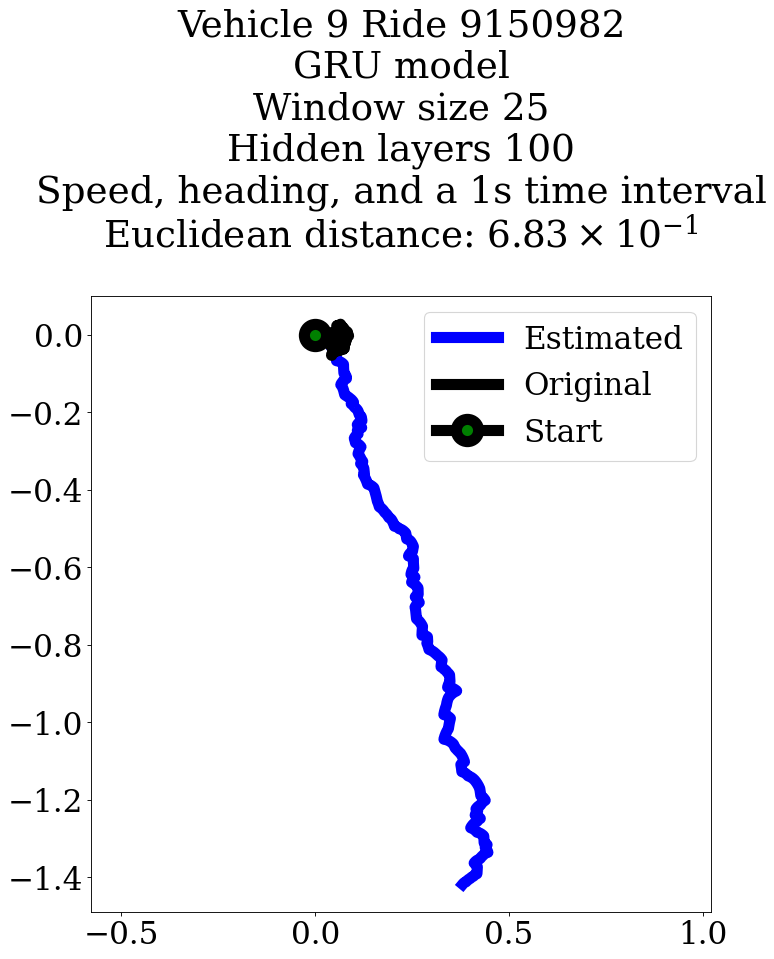 Vehicle 9 Ride 9150982
GRU model
Window size 25
Hidden layers 100
Speed, heading, and a 1s time interval
Euclidean distance: 6.83 × 10⁻¹
Estimated
Original
Start
0.0
−0.2
−0.4
−0.6
−0.8
−1.0
−1.2
−1.4
−0.5 0.0 0.5 1.0